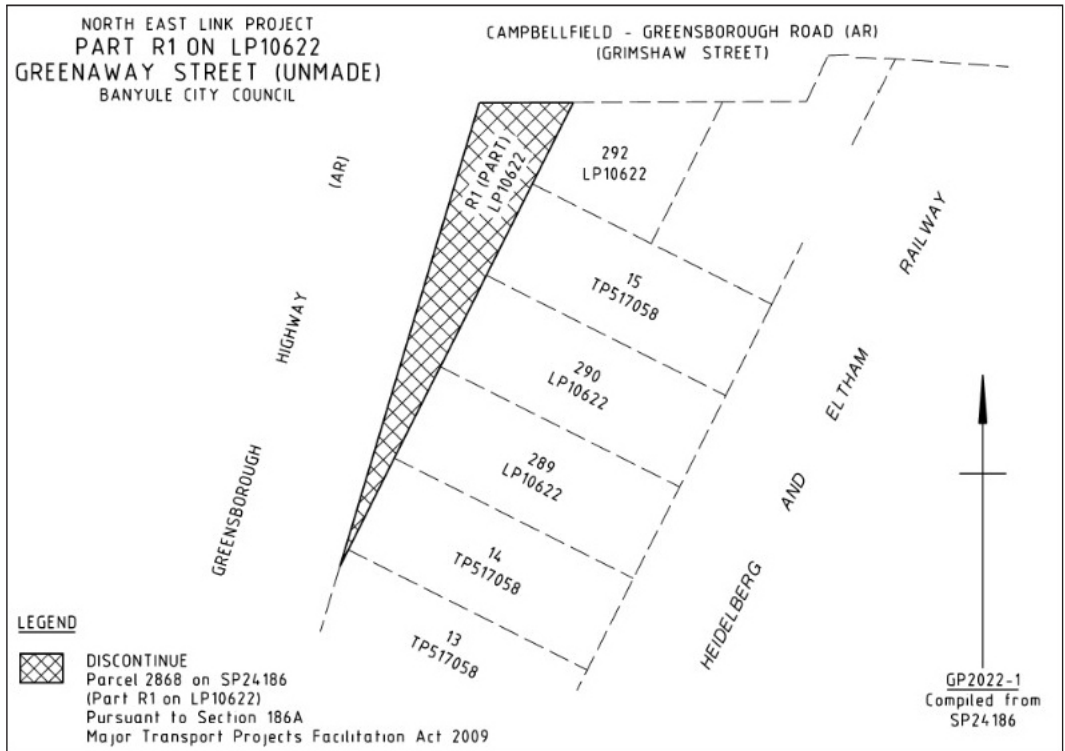 NORTH EAST LINK PROJECT
PART R1 ON LP10622
GREENAWAY STREET (UNMADE)
BANYULE CITY COUNCIL
CAMPBELLFIELD - GREENSBOROUGH ROAD (AR)
(GRIMSHAW STREET)
GREENSBOROUGH HIGHWAY (AR)
R1 (PART)
LP10622
292
LP10622
15
TP517058
290
LP10622
289
LP10622
14
TP517058
13
TP517058
HEIDELBERG AND ELTHAM RAILWAY
LEGEND
DISCONTINUE
Parcel 2868 on SP24186
(Part R1 on LP10622)
Pursuant to Section 186A
Major Transport Projects Facilitation Act 2009
GP2022-1
Compiled from
SP24186